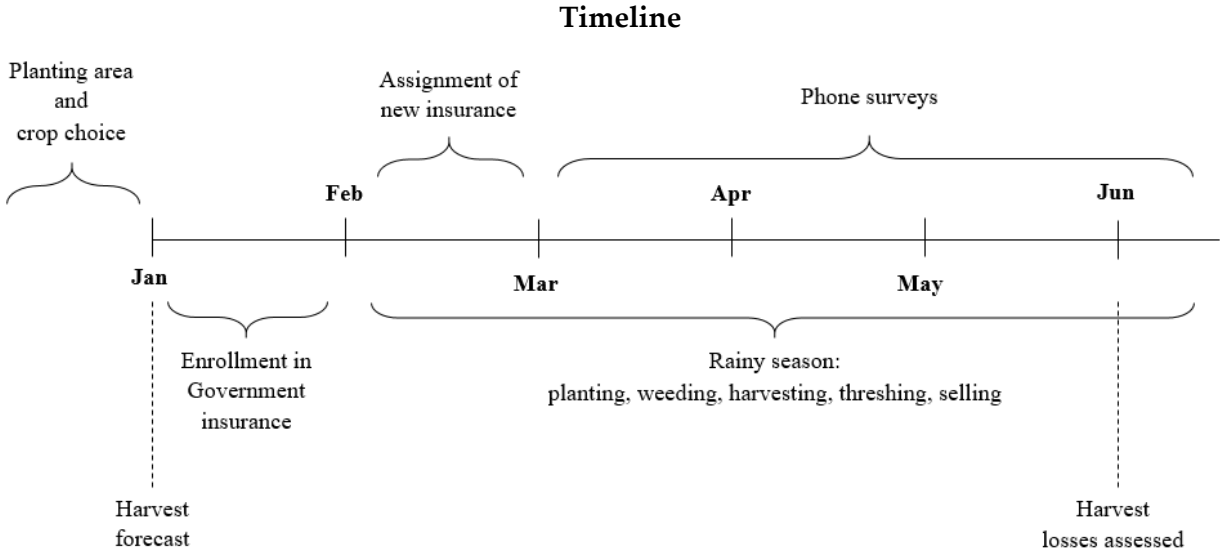 Timeline
Planting area
and
crop choice
Assignment of
new insurance
Phone surveys
Feb
Apr
Jun
Jan
Mar
May
Enrollment in
Government
insurance
Rainy season:
planting, weeding, harvesting, threshing, selling
Harvest
forecast
Harvest
losses assessed